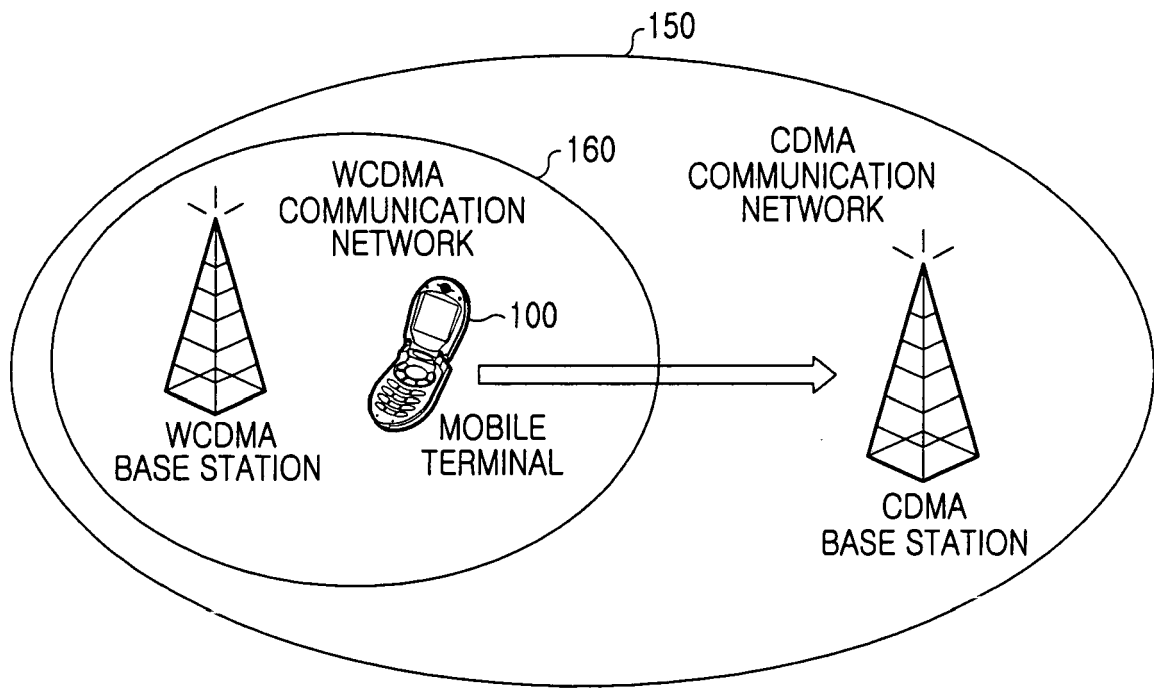 150
160
WCDMA
COMMUNICATION
NETWORK
CDMA
COMMUNICATION
NETWORK
100
WCDMA
BASE STATION
MOBILE
TERMINAL
CDMA
BASE STATION